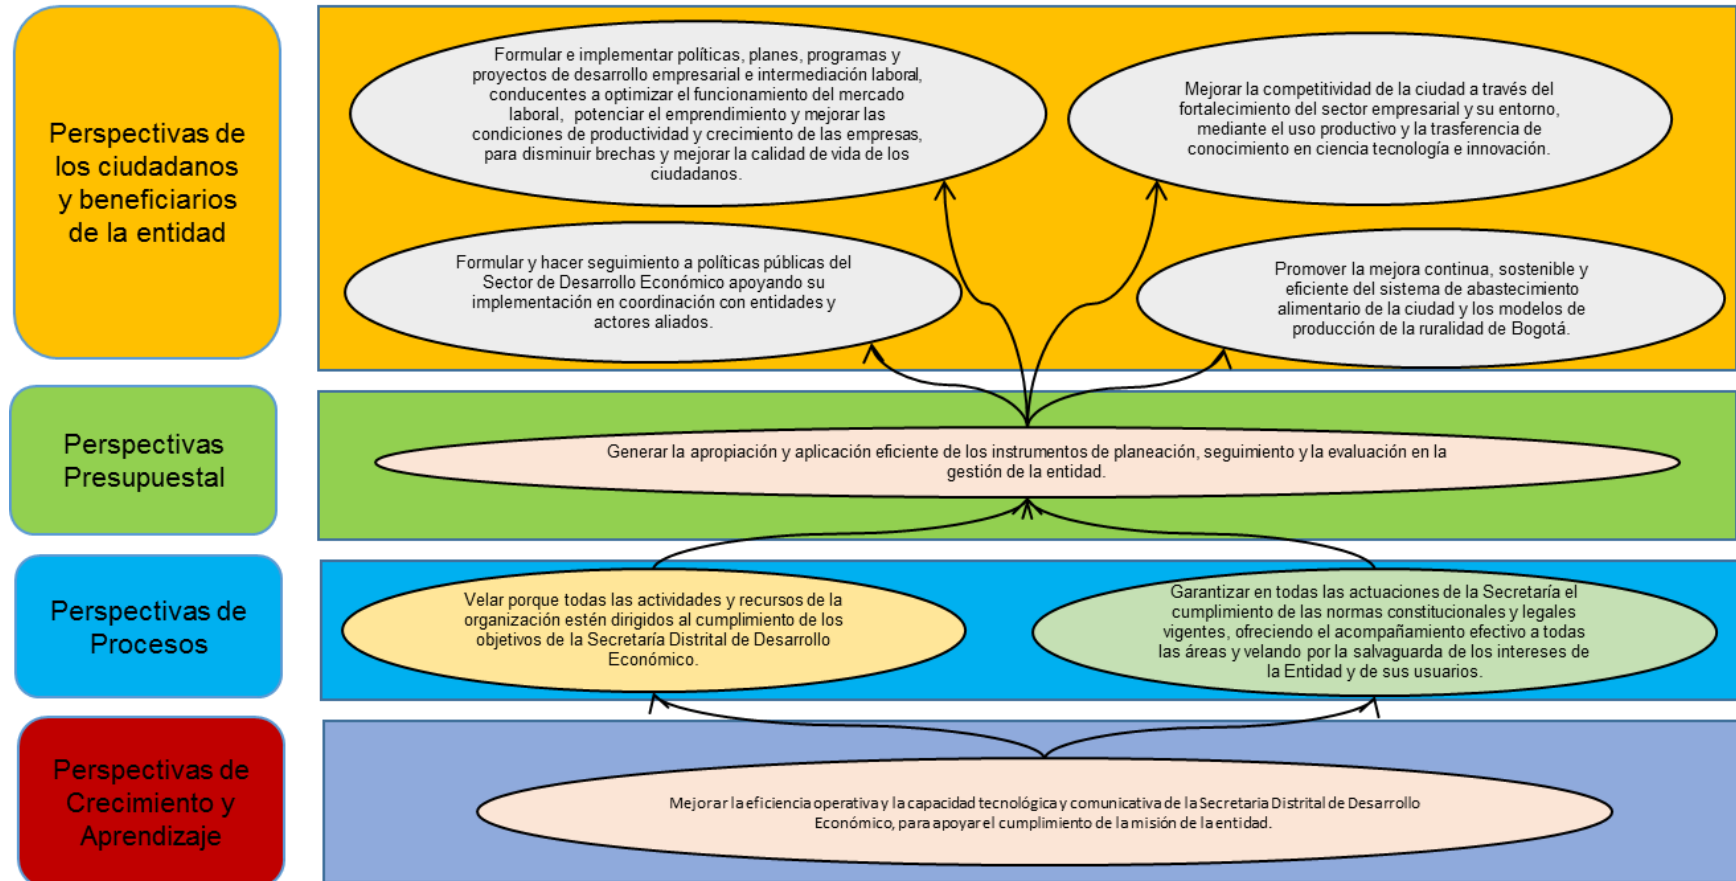 Perspectivas de
los ciudadanos
y beneficiarios
de la entidad
Formular e implementar políticas, planes, programas y
proyectos de desarrollo empresarial e intermediación laboral,
conducentes a optimizar el funcionamiento del mercado
laboral, potenciar el emprendimiento y mejorar las
condiciones de productividad y crecimiento de las empresas,
para disminuir brechas y mejorar la calidad de vida de los
ciudadanos.
Mejorar la competitividad de la ciudad a través del
fortalecimiento del sector empresarial y su entorno,
mediante el uso productivo y la trasferencia de
conocimiento en ciencia tecnología e innovación.
Formular y hacer seguimiento a políticas públicas del
Sector de Desarrollo Económico apoyando su
implementación en coordinación con entidades y
actores aliados.
Promover la mejora continua, sostenible y
eficiente del sistema de abastecimiento
alimentario de la ciudad y los modelos de
producción de la ruralidad de Bogotá.
Perspectivas
Presupuestal
Generar la apropiación y aplicación eficiente de los instrumentos de planeación, seguimiento y la evaluación en la
gestión de la entidad.
Perspectivas de
Procesos
Velar porque todas las actividades y recursos de la
organización estén dirigidos al cumplimiento de los
objetivos de la Secretaría Distrital de Desarrollo
Económico.
Garantizar en todas las actuaciones de la Secretaría el
cumplimiento de las normas constitucionales y legales
vigentes, ofreciendo el acompañamiento efectivo a todas
las áreas y velando por la salvaguarda de los intereses de
la Entidad y de sus usuarios.
Perspectivas de
Crecimiento y
Aprendizaje
Mejorar la eficiencia operativa y la capacidad tecnológica y comunicativa de la Secretaria Distrital de Desarrollo
Económico, para apoyar el cumplimiento de la misión de la entidad.